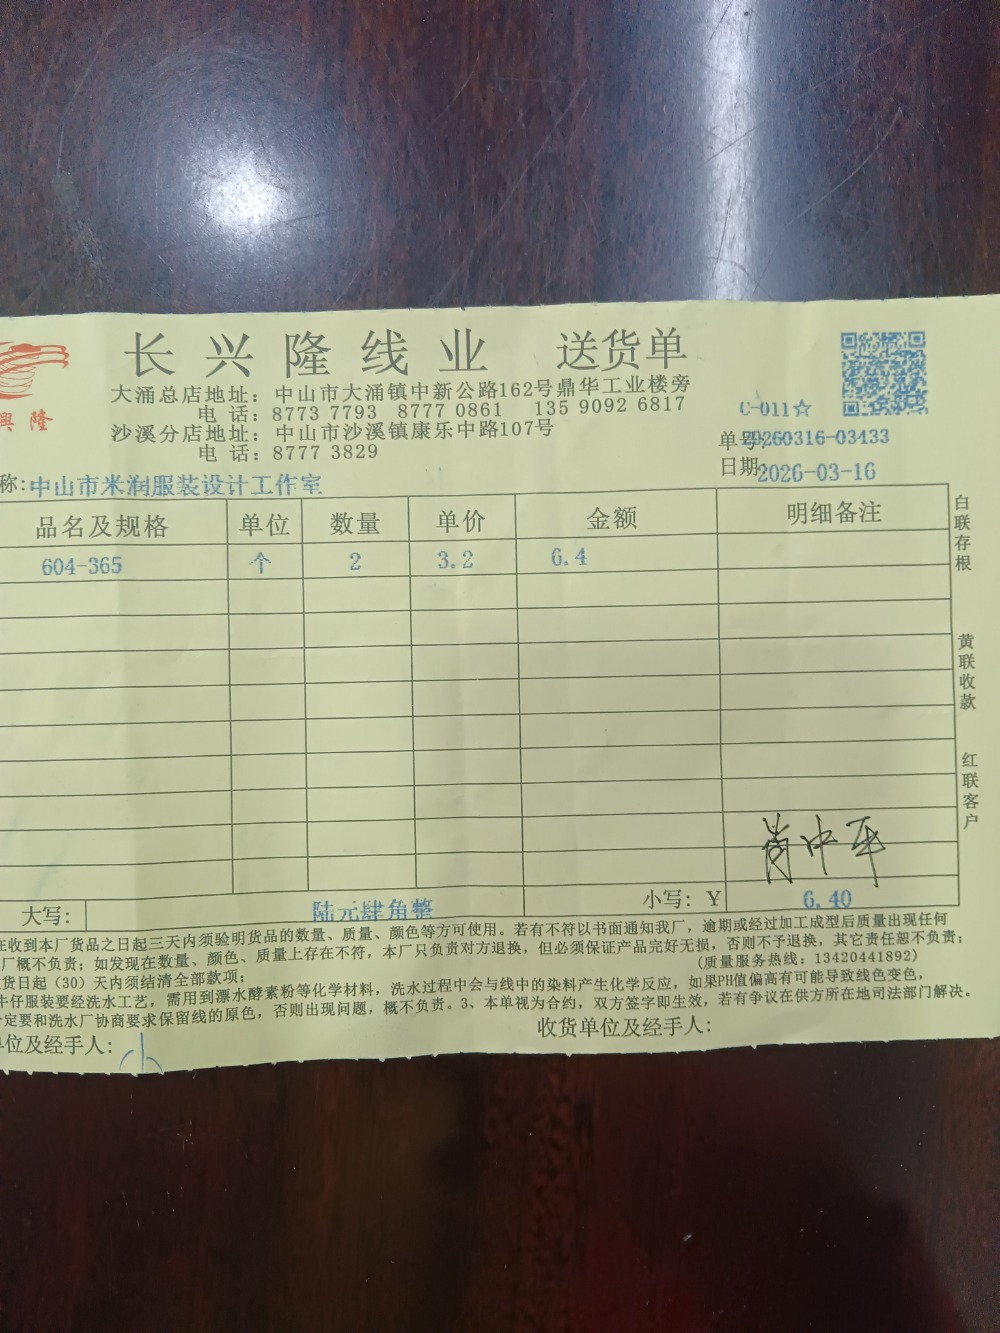 长兴隆线业 送货单
興隆
大涌总店地址：中山市大涌镇中新公路162号鼎华工业楼旁
电 话：8773 7793 8777 0861 135 9092 6817
沙溪分店地址：中山市沙溪镇康乐中路107号
电 话：8777 3829
C-011☆
单号:20260316-03433
日期:2026-03-16
称:中山市米润服装设计工作室
品名及规格 单位 数量 单价 金额 明细备注
604-365 个 2 3.2 6.4
白联存根
黄联收款
红联客户
肖中平
大写: 陆元肆角整 小写: ￥ 6.40
收到本厂货品之日起三天内须验明货品的数量、质量、颜色等方可使用。若有不符以书面通知我厂，逾期或经过加工成型后质量出现任何
厂概不负责；如发现在数量、颜色、质量上存在不符，本厂只负责对方退换，但必须保证产品完好无损，否则不予退换，其它责任恕不负责；
货日起（30）天内须结清全部款项；
(质量服务热线：13420441892)
牛仔服装要经洗水工艺，需用到漂水酵素粉等化学材料，洗水过程中会与线中的染料产生化学反应，如果PH值偏高有可能导致线色变色，
定要和洗水厂协商要求保留线的原色，否则出现问题，概不负责。3、本单视为合约，双方签字即生效，若有争议在供方所在地司法部门解决。
单位及经手人：
收货单位及经手人：